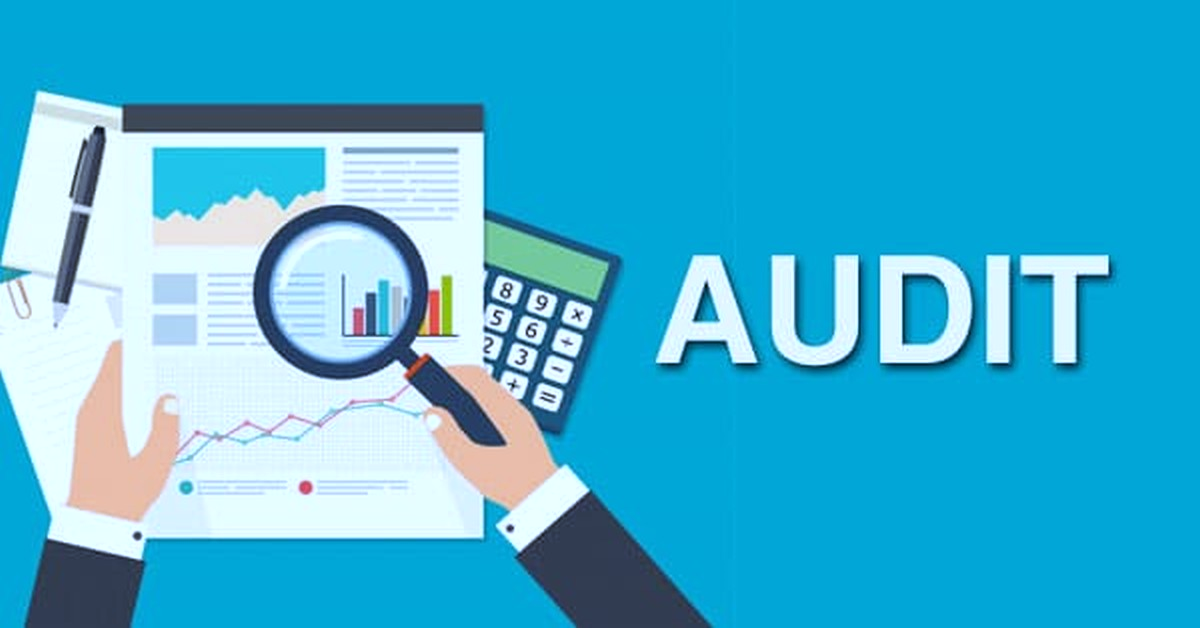 AUDIT
8 9 ×
5 6 ÷
2 3 −
+ =